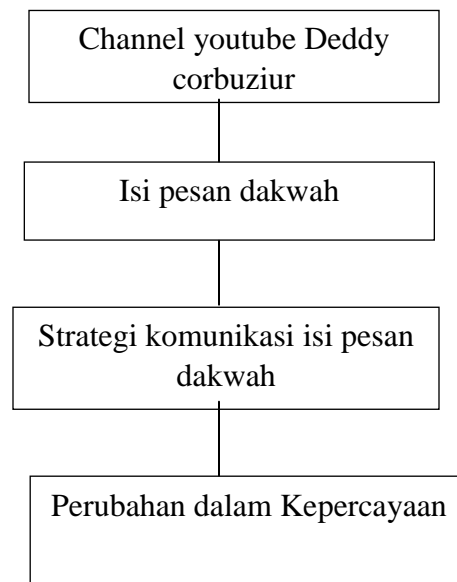 Channel youtube Deddy
corbuziur
Isi pesan dakwah
Strategi komunikasi isi pesan
dakwah
Perubahan dalam Kepercayaan